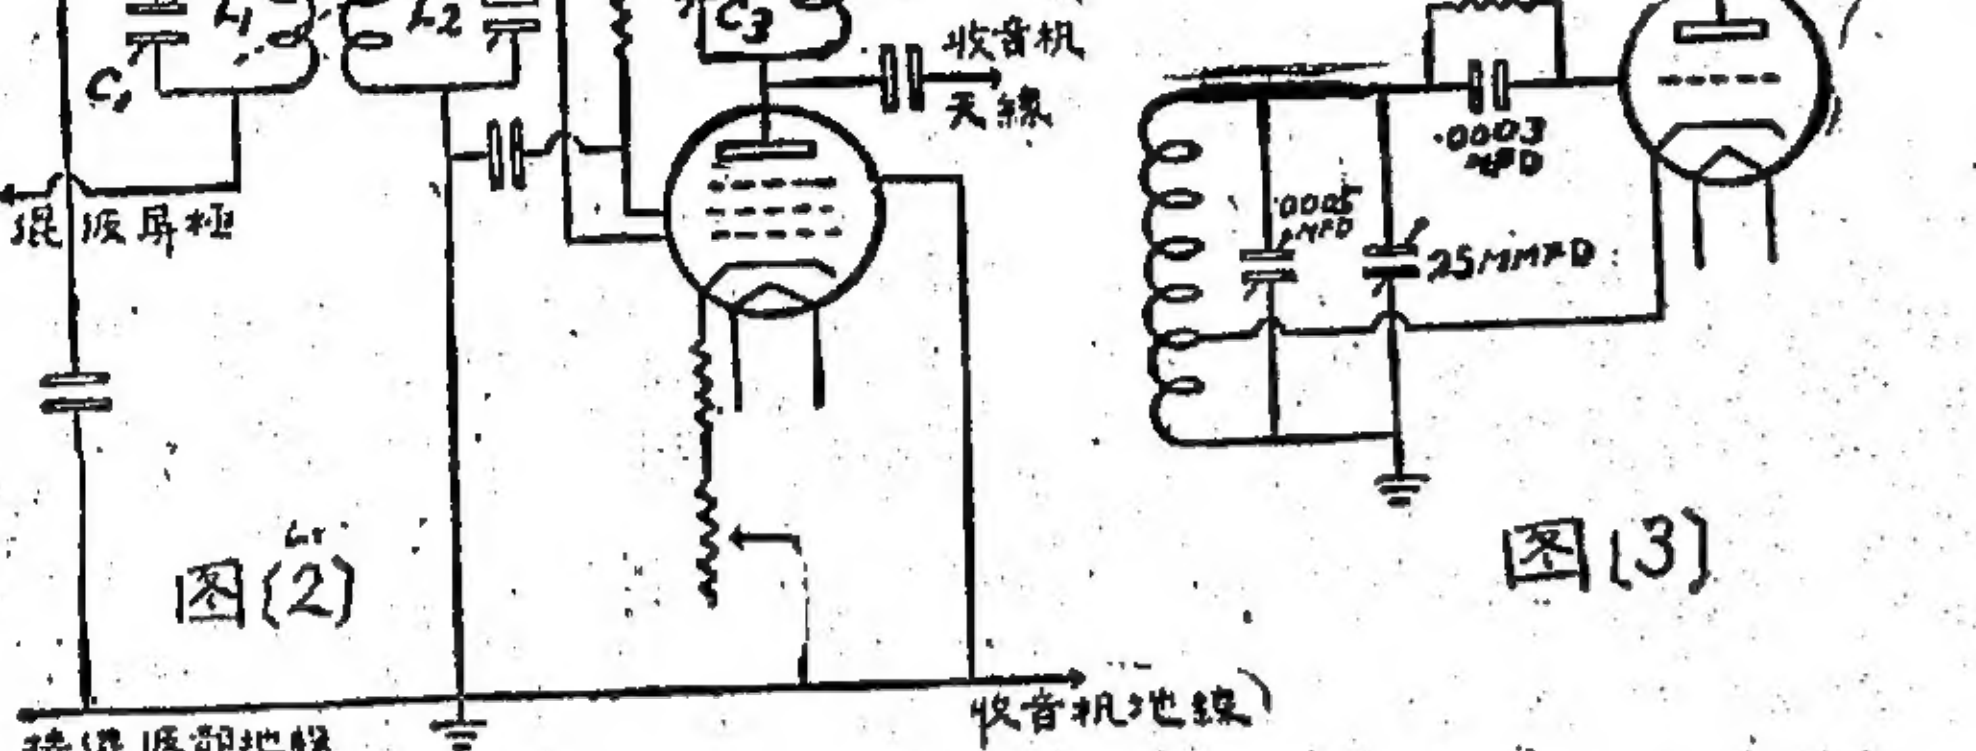 L1
L2
C3
C1
收音机
天線
混波屏極
.0003
MFD
.0005
MFD
25MMFD
图(2)
图(3)
收音机地線